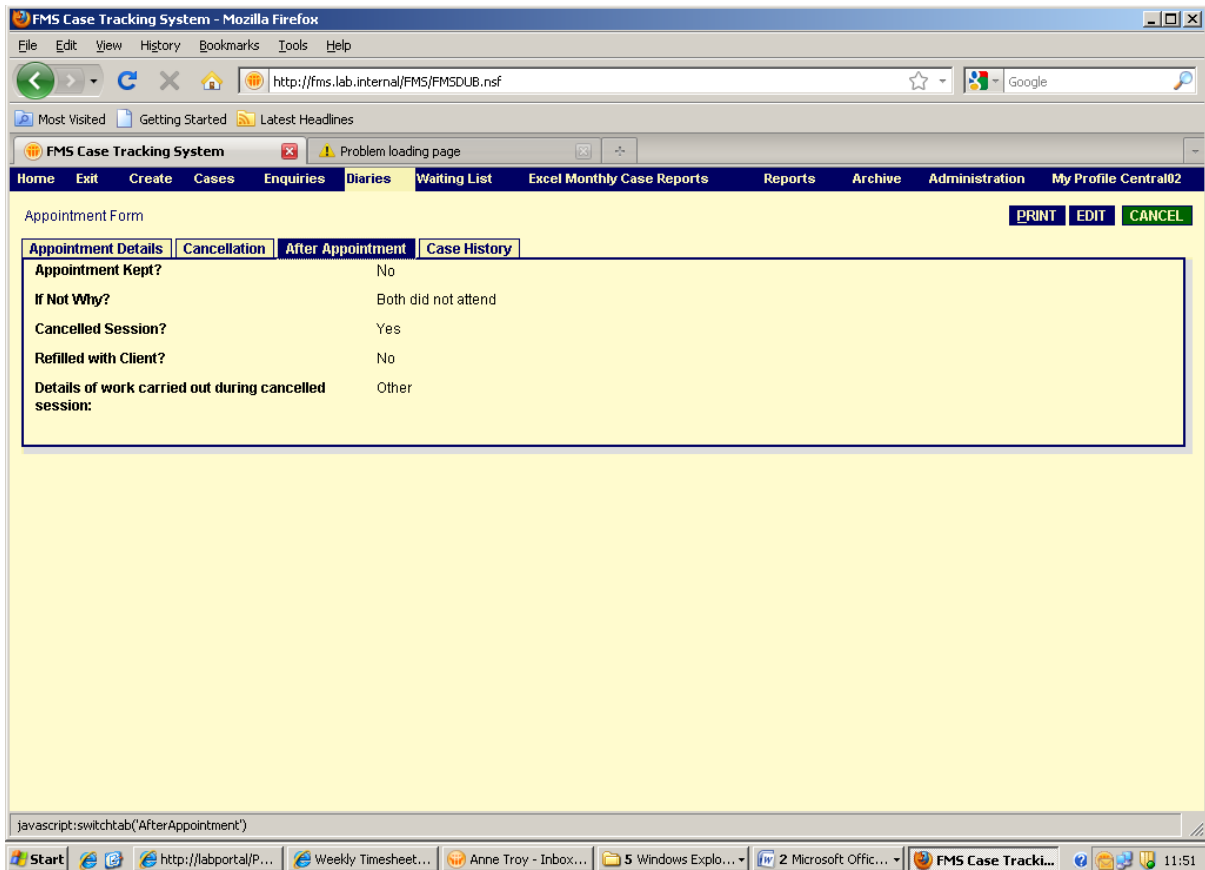 FMS Case Tracking System - Mozilla Firefox
File Edit View History Bookmarks Tools Help
http://fms.lab.internal/FMS/FMSDUB.nsf Google
Most Visited Getting Started Latest Headlines
FMS Case Tracking System Problem loading page
Home Exit Create Cases Enquiries Diaries Waiting List Excel Monthly Case Reports Reports Archive Administration My Profile Central02
Appointment Form PRINT EDIT CANCEL
Appointment Details Cancellation After Appointment Case History
Appointment Kept? No
If Not Why? Both did not attend
Cancelled Session? Yes
Refilled with Client? No
Details of work carried out during cancelled Other
session:
javascript:switchtab('AfterAppointment')
Start http://labportal/P... Weekly Timesheet... Anne Troy - Inbox... 5 Windows Explo... 2 Microsoft Offic... FMS Case Tracki... 11:51